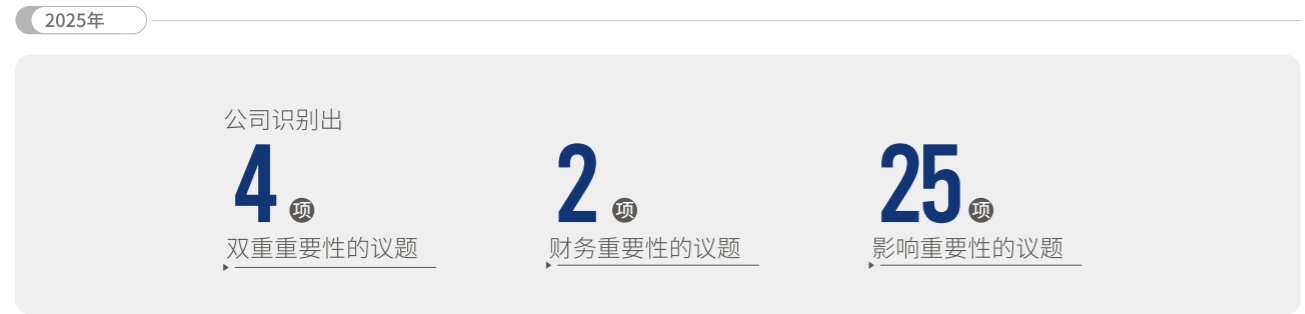 2025年
公司识别出
4 项
双重重要性的议题
2 项
财务重要性的议题
25 项
影响重要性的议题